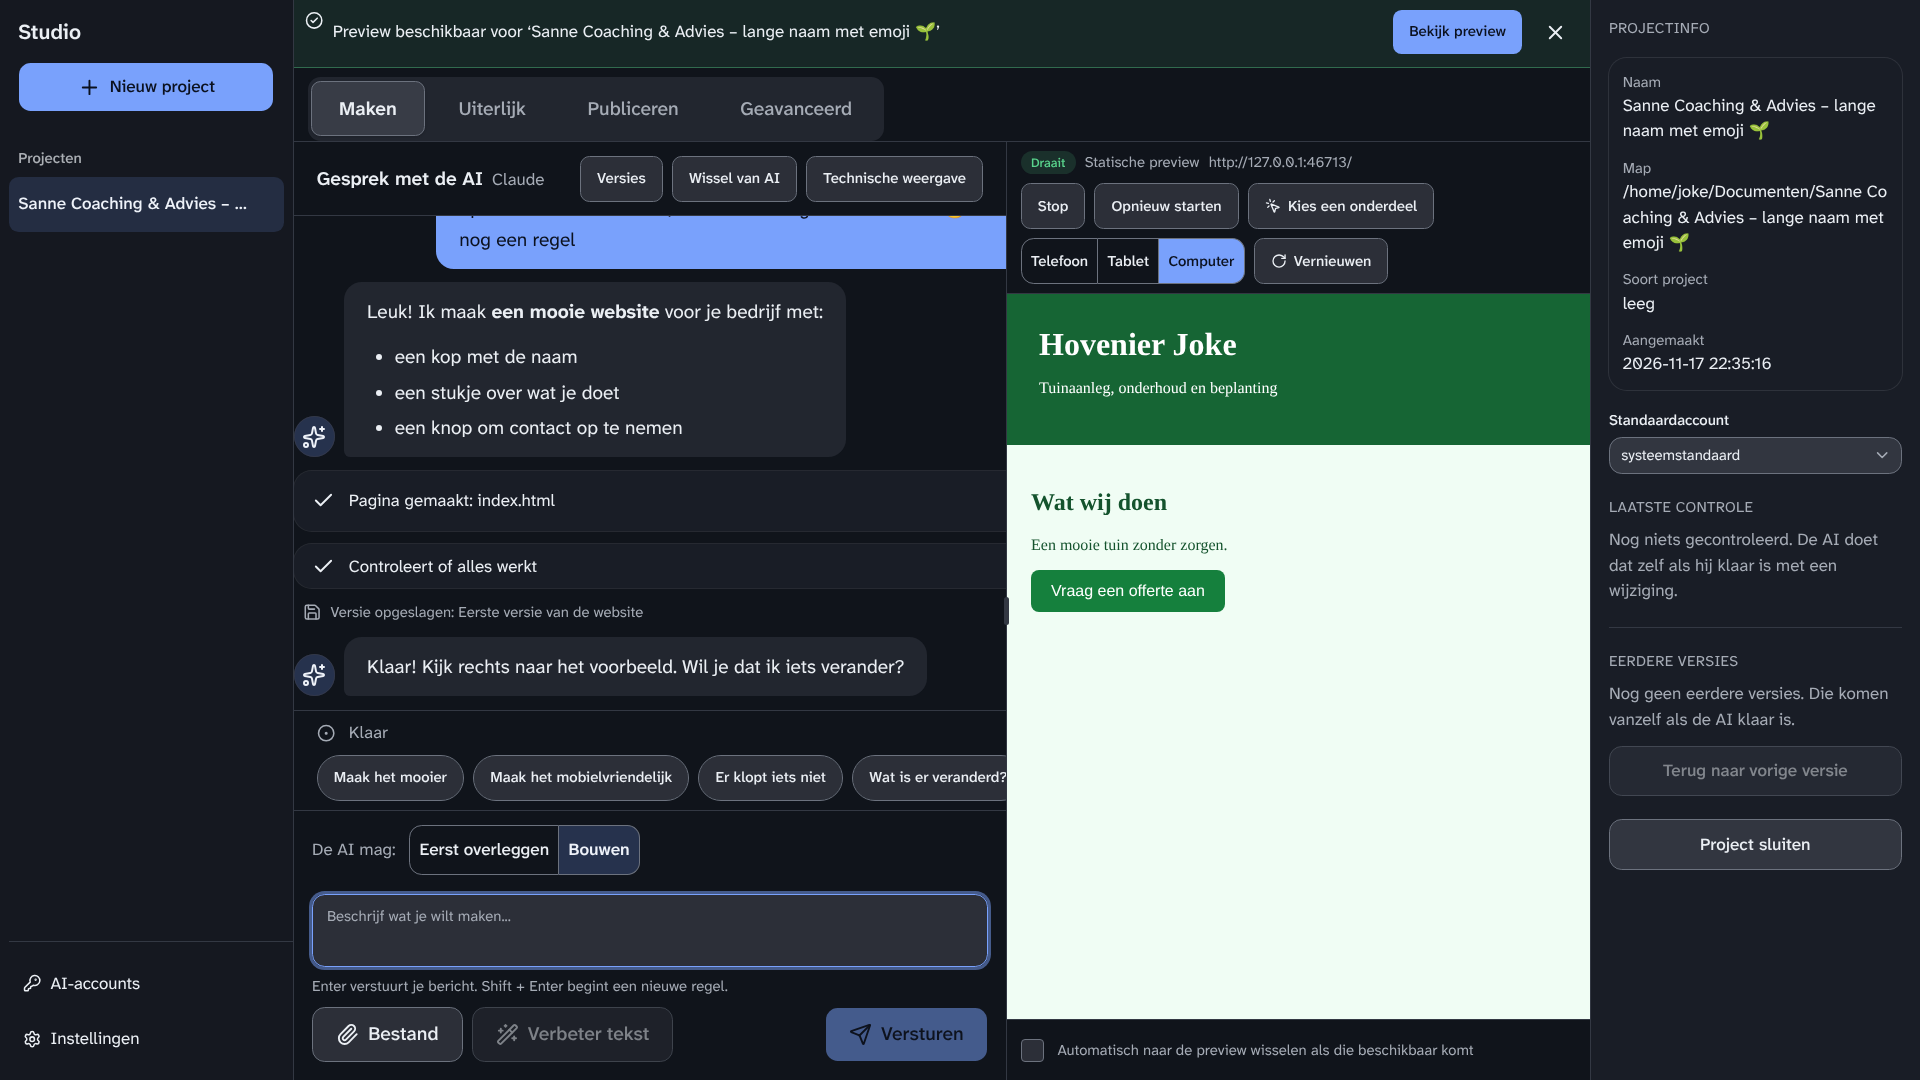 Studio
Nieuw project
Projecten
Sanne Coaching & Advies – ...
AI-accounts
Instellingen
Preview beschikbaar voor ‘Sanne Coaching & Advies – lange naam met emoji 🌱’
Bekijk preview
Maken
Uiterlijk
Publiceren
Geavanceerd
Gesprek met de AI Claude
Versies
Wissel van AI
Technische weergave
nog een regel
Leuk! Ik maak een mooie website voor je bedrijf met:
• een kop met de naam
• een stukje over wat je doet
• een knop om contact op te nemen
Pagina gemaakt: index.html
Controleert of alles werkt
Versie opgeslagen: Eerste versie van de website
Klaar! Kijk rechts naar het voorbeeld. Wil je dat ik iets verander?
Klaar
Maak het mooier
Maak het mobielvriendelijk
Er klopt iets niet
Wat is er veranderd?
De AI mag:
Eerst overleggen
Bouwen
Beschrijf wat je wilt maken...
Enter verstuurt je bericht. Shift + Enter begint een nieuwe regel.
Bestand
Verbeter tekst
Versturen
Draait Statische preview http://127.0.0.1:46713/
Stop
Opnieuw starten
Kies een onderdeel
Telefoon
Tablet
Computer
Vernieuwen
Hovenier Joke
Tuinaanleg, onderhoud en beplanting
Wat wij doen
Een mooie tuin zonder zorgen.
Vraag een offerte aan
Automatisch naar de preview wisselen als die beschikbaar komt
PROJECTINFO
Naam
Sanne Coaching & Advies – lange
naam met emoji 🌱
Map
/home/joke/Documenten/Sanne Co
aching & Advies – lange naam met
emoji 🌱
Soort project
leeg
Aangemaakt
2026-11-17 22:35:16
Standaardaccount
systeemstandaard
LAATSTE CONTROLE
Nog niets gecontroleerd. De AI doet
dat zelf als hij klaar is met een
wijziging.
EERDERE VERSIES
Nog geen eerdere versies. Die komen
vanzelf als de AI klaar is.
Terug naar vorige versie
Project sluiten